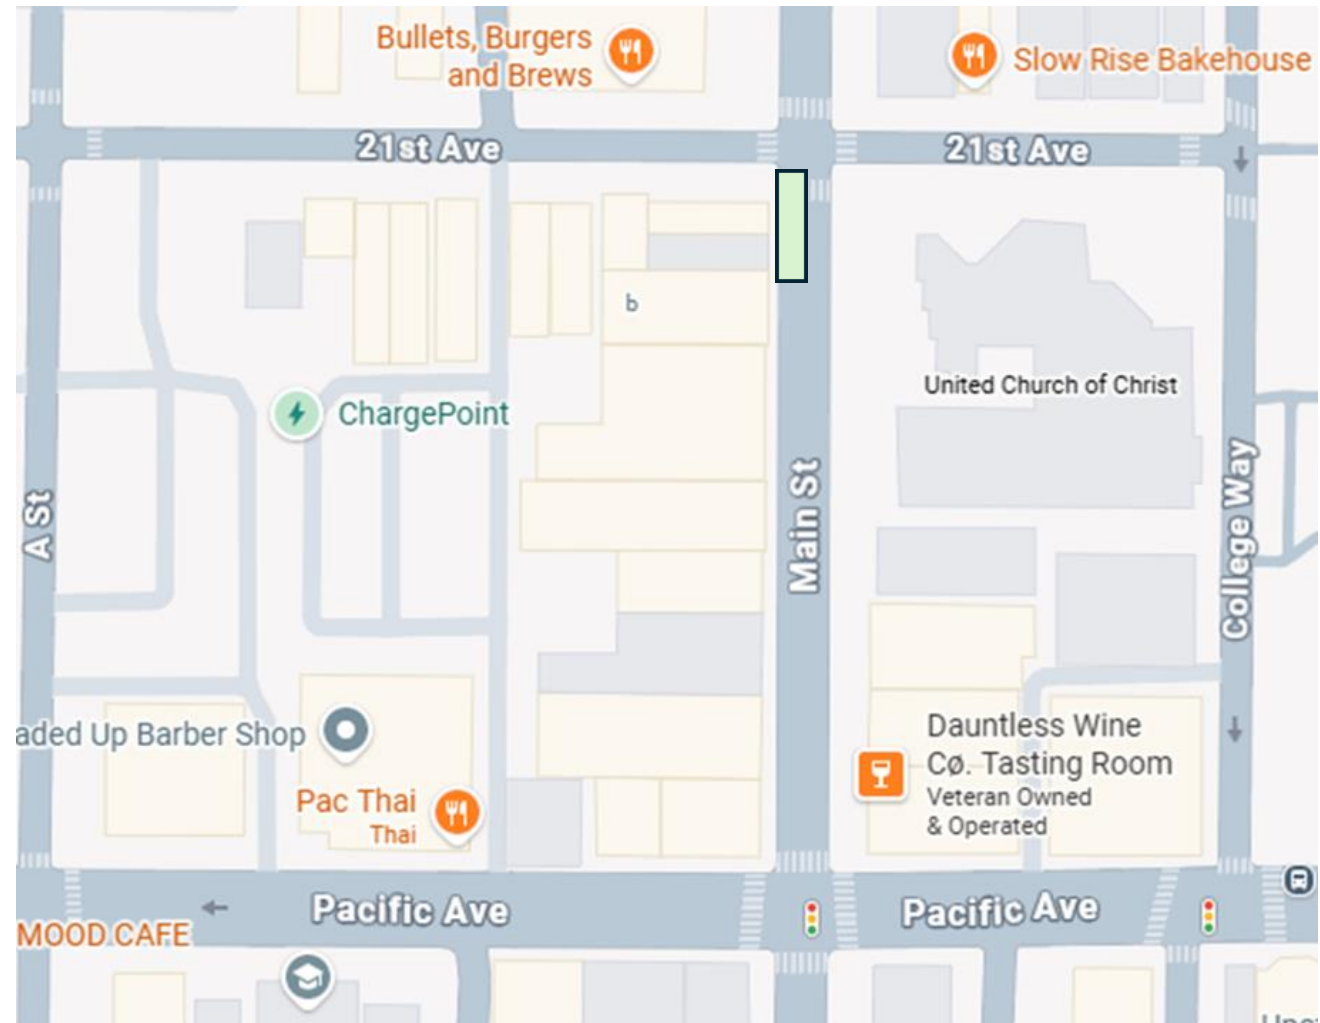 Bullets, Burgers
and Brews
Slow Rise Bakehouse
21st Ave
21st Ave
b
United Church of Christ
ChargePoint
A St
Main St
College Way
aded Up Barber Shop
Dauntless Wine
Cø. Tasting Room
Veteran Owned
& Operated
Pac Thai
Thai
Pacific Ave
Pacific Ave
MOOD CAFE